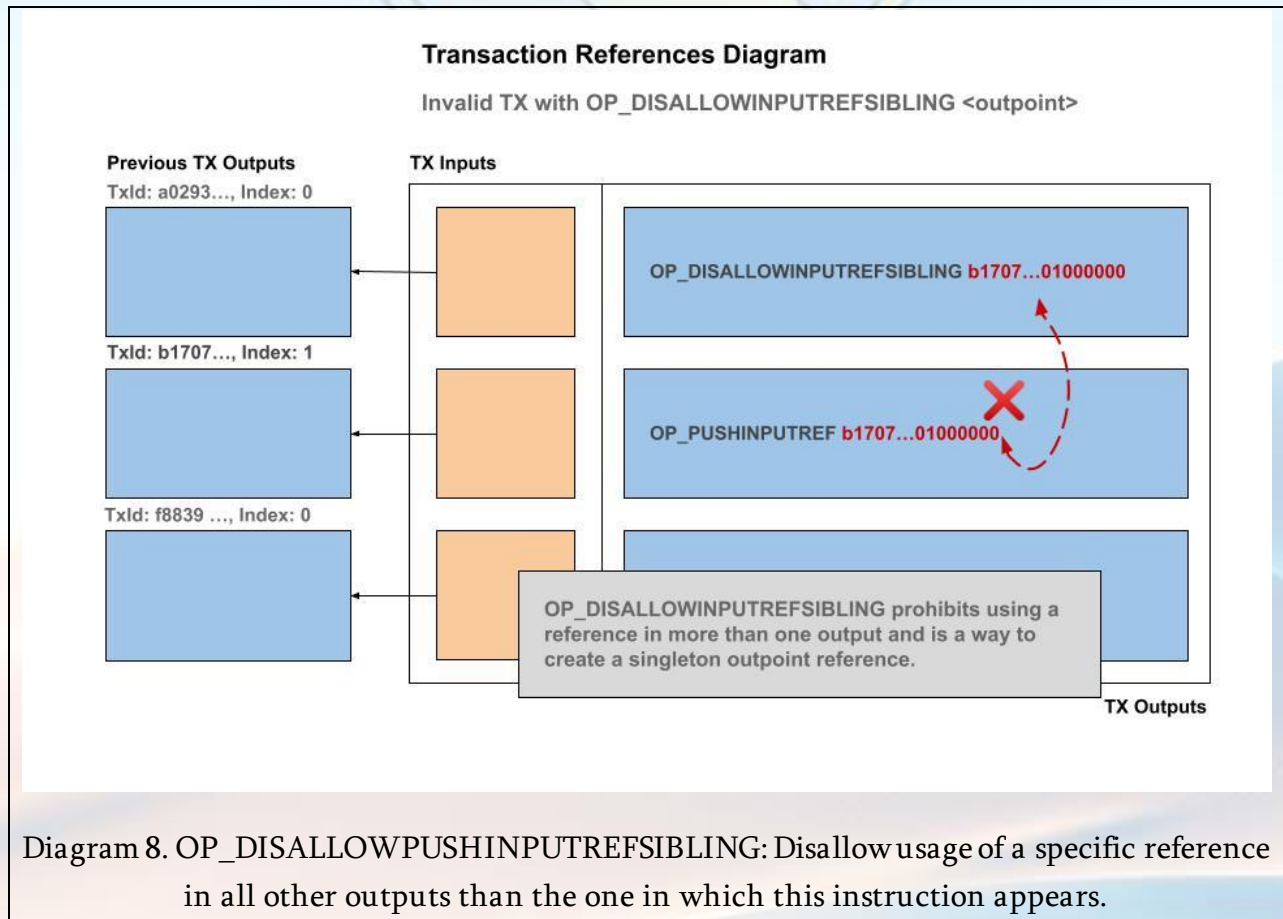 Transaction References Diagram
Invalid TX with OP_DISALLOWINPUTREFSIBLING <outpoint>
Previous TX Outputs
TX Inputs
TxId: a0293…, Index: 0
OP_DISALLOWINPUTREFSIBLING b1707…01000000
TxId: b1707…, Index: 1
OP_PUSHINPUTREF b1707…01000000
TxId: f8839 …, Index: 0
OP_DISALLOWINPUTREFSIBLING prohibits using a
reference in more than one output and is a way to
create a singleton outpoint reference.
TX Outputs
Diagram 8. OP_DISALLOWPUSHINPUTREFSIBLING: Disallow usage of a specific reference
in all other outputs than the one in which this instruction appears.